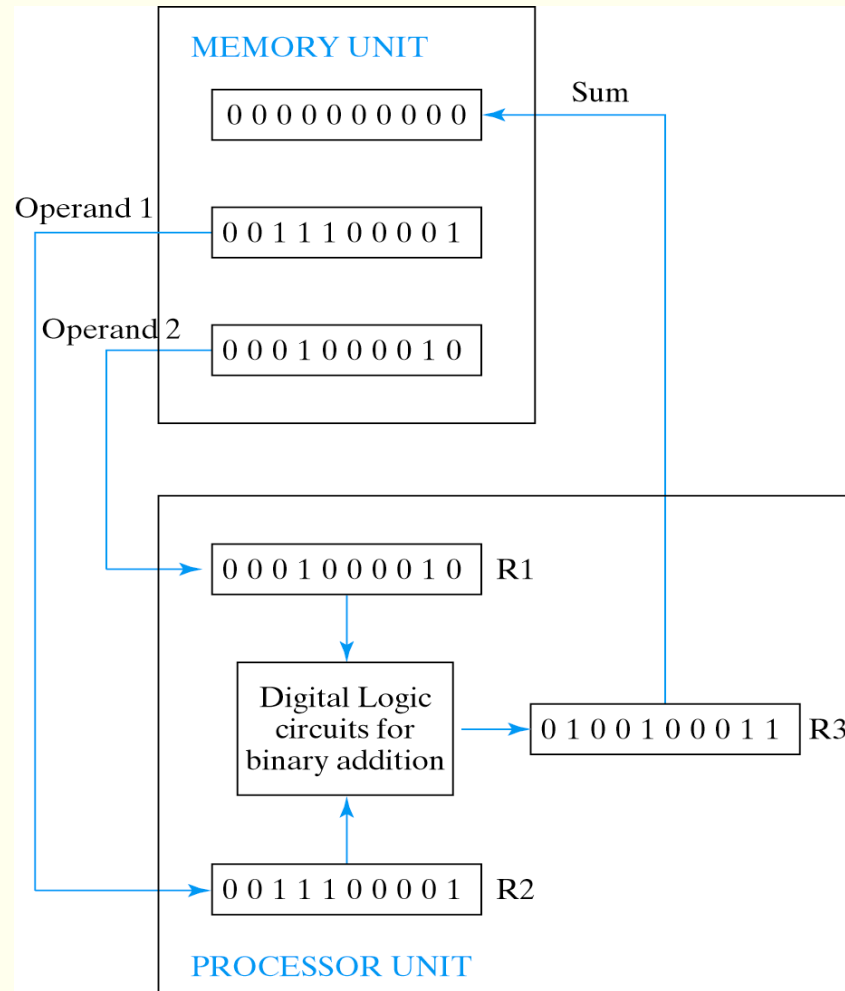 MEMORY UNIT
Sum
0 0 0 0 0 0 0 0 0 0
Operand 1
0 0 1 1 1 0 0 0 0 1
Operand 2
0 0 0 1 0 0 0 0 1 0
0 0 0 1 0 0 0 0 1 0 R1
Digital Logic
circuits for
binary addition
0 1 0 0 1 0 0 0 1 1 R3
0 0 1 1 1 0 0 0 0 1 R2
PROCESSOR UNIT